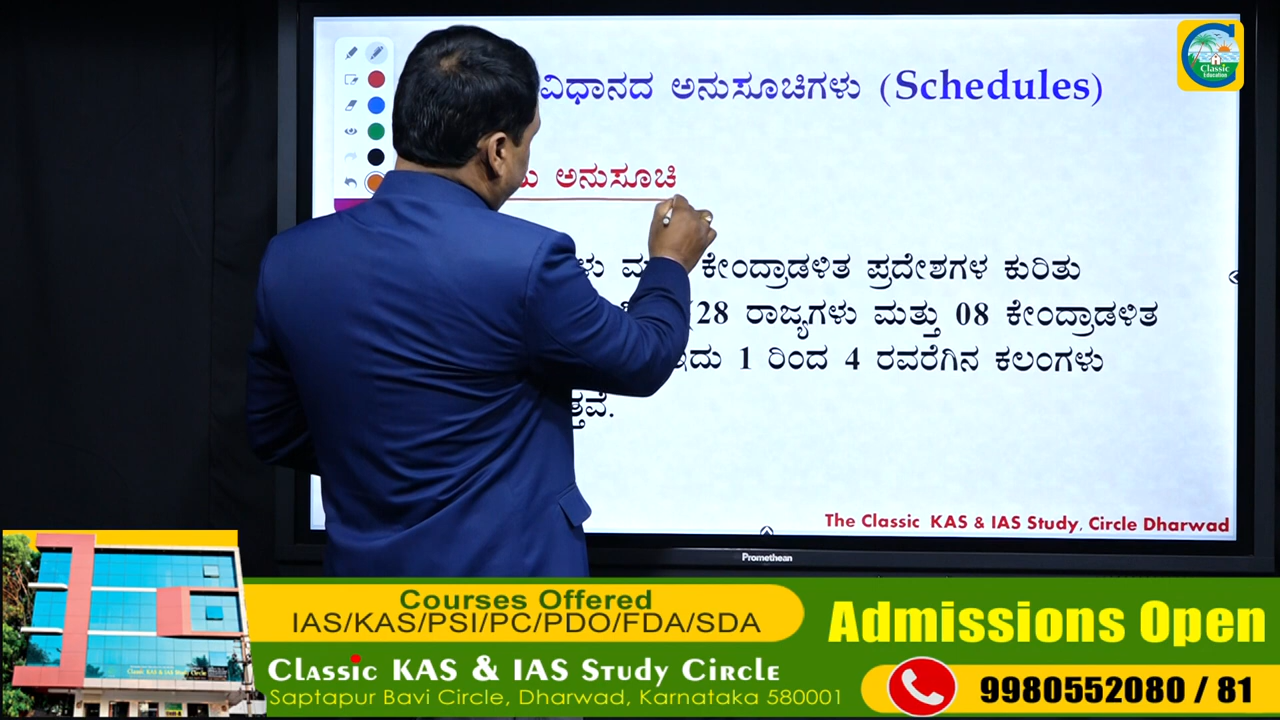 Classic
Education
ವಿಧಾನದ ಅನುಸೂಚಿಗಳು (Schedules)
ಅನುಸೂಚಿ
ಕೇಂದ್ರಾಡಳಿತ ಪ್ರದೇಶಗಳ ಕುರಿತು
(28 ರಾಜ್ಯಗಳು ಮತ್ತು 08 ಕೇಂದ್ರಾಡಳಿತ
ಇದು 1 ರಿಂದ 4 ರವರೆಗಿನ ಕಲಂಗಳು
The Classic KAS & IAS Study, Circle Dharwad
Promethean
Courses Offered
IAS/KAS/PSI/PC/PDO/FDA/SDA
Admissions Open
Classic KAS & IAS Study Circle
Saptapur Bavi Circle, Dharwad, Karnataka 580001
9980552080 / 81